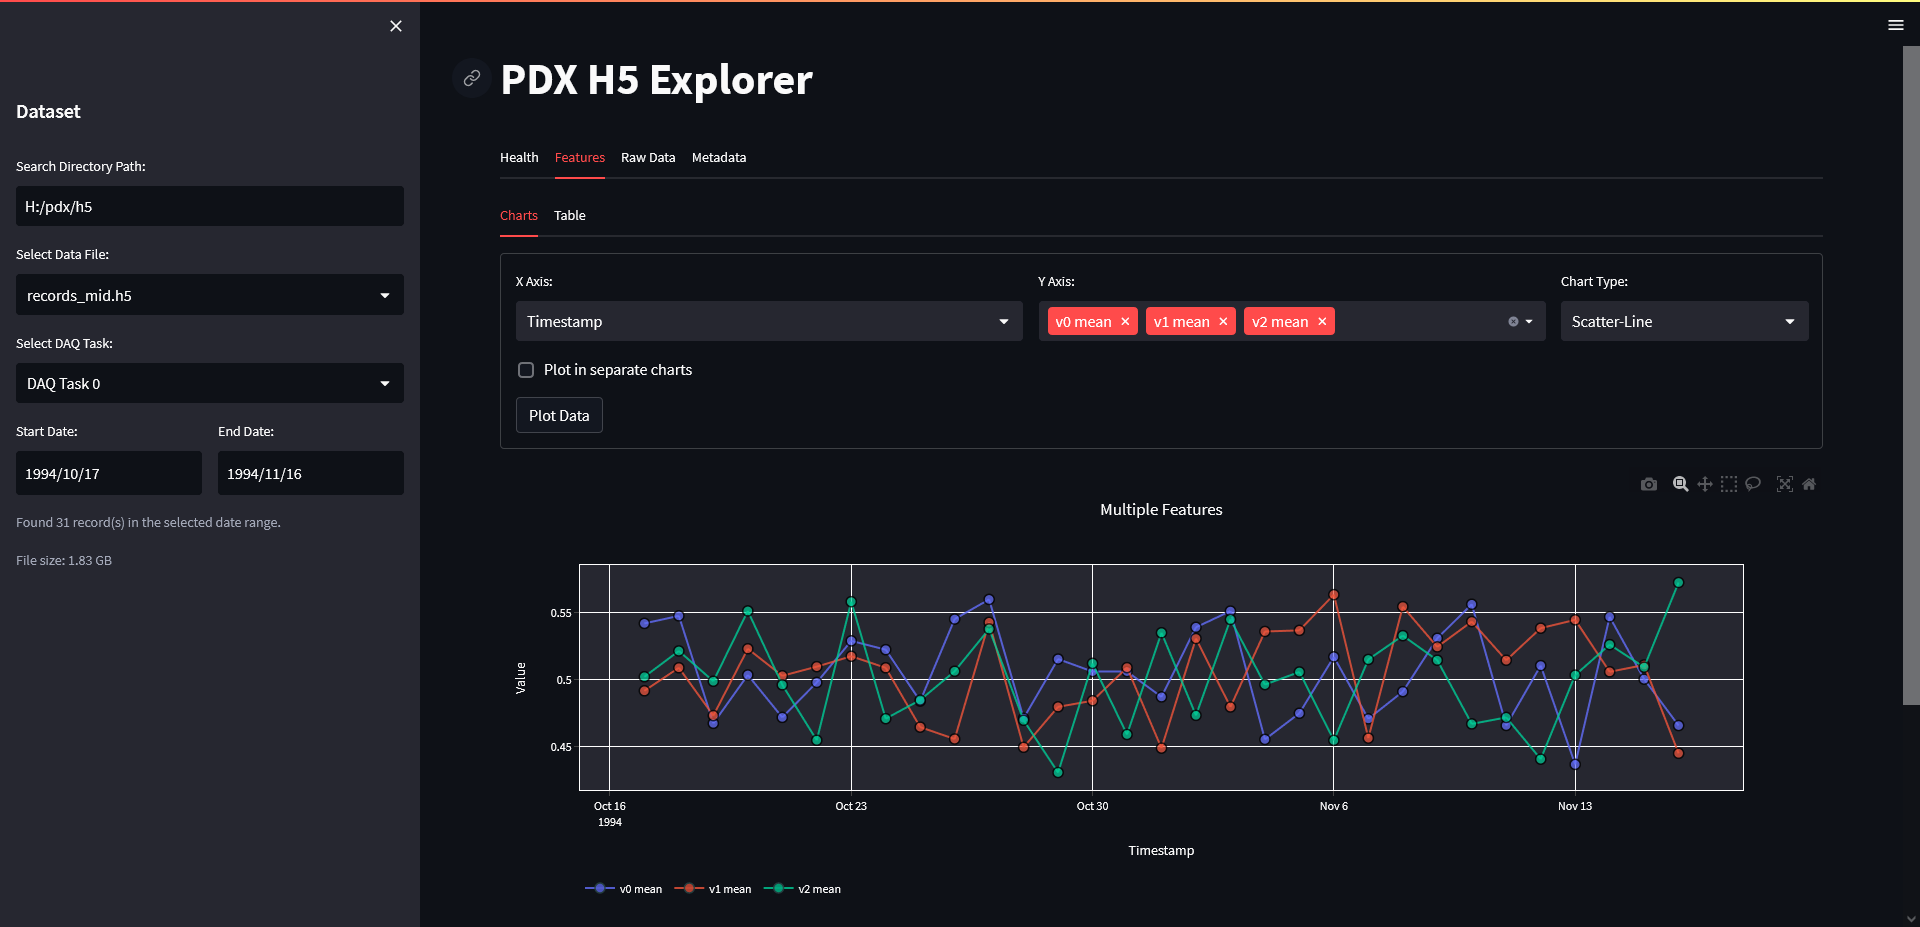 Dataset
Search Directory Path:
H:/pdx/h5
Select Data File:
records_mid.h5
Select DAQ Task:
DAQ Task 0
Start Date: End Date:
1994/10/17 1994/11/16
Found 31 record(s) in the selected date range.
File size: 1.83 GB
PDX H5 Explorer
Health Features Raw Data Metadata
Charts Table
X Axis: Y Axis: Chart Type:
Timestamp v0 mean v1 mean v2 mean Scatter-Line
Plot in separate charts
Plot Data
Multiple Features
0.55
0.5
0.45
Value
Oct 16 Oct 23 Oct 30 Nov 6 Nov 13
1994
Timestamp
v0 mean v1 mean v2 mean